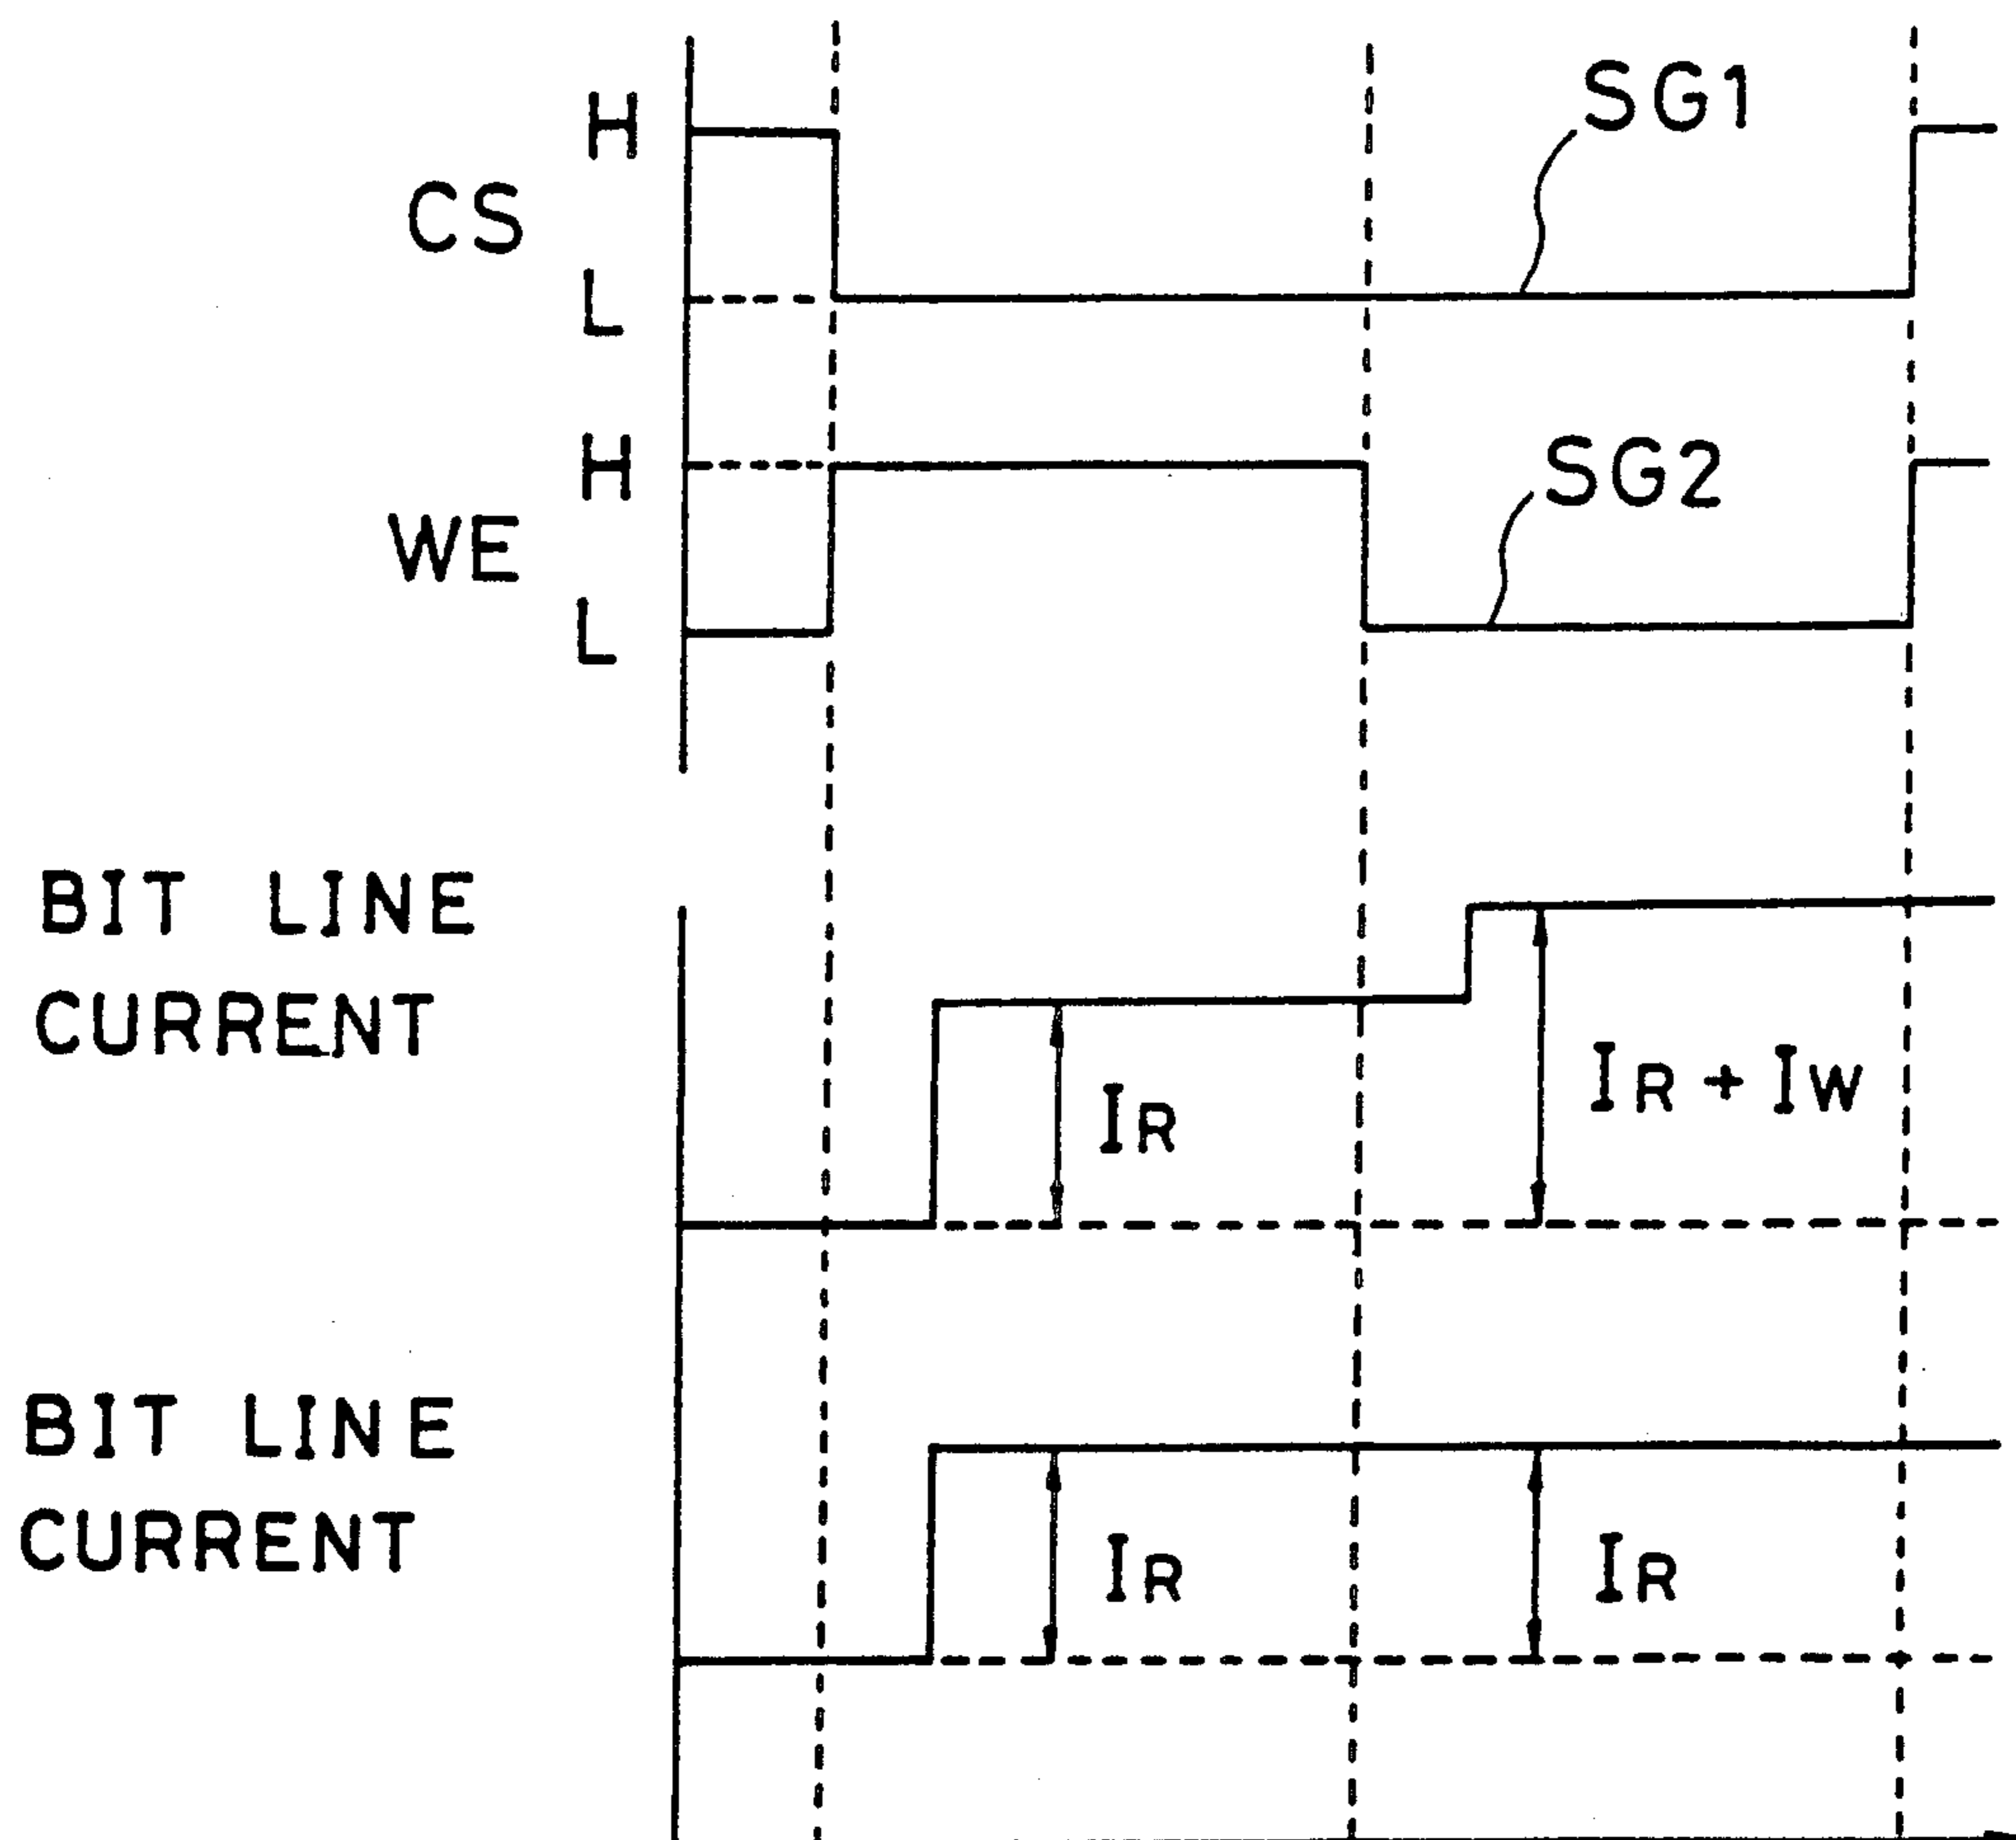 H
SG1
CS
L
H
SG2
WE
L
BIT LINE
CURRENT
IR
IR + IW
BIT LINE
CURRENT
IR
IR